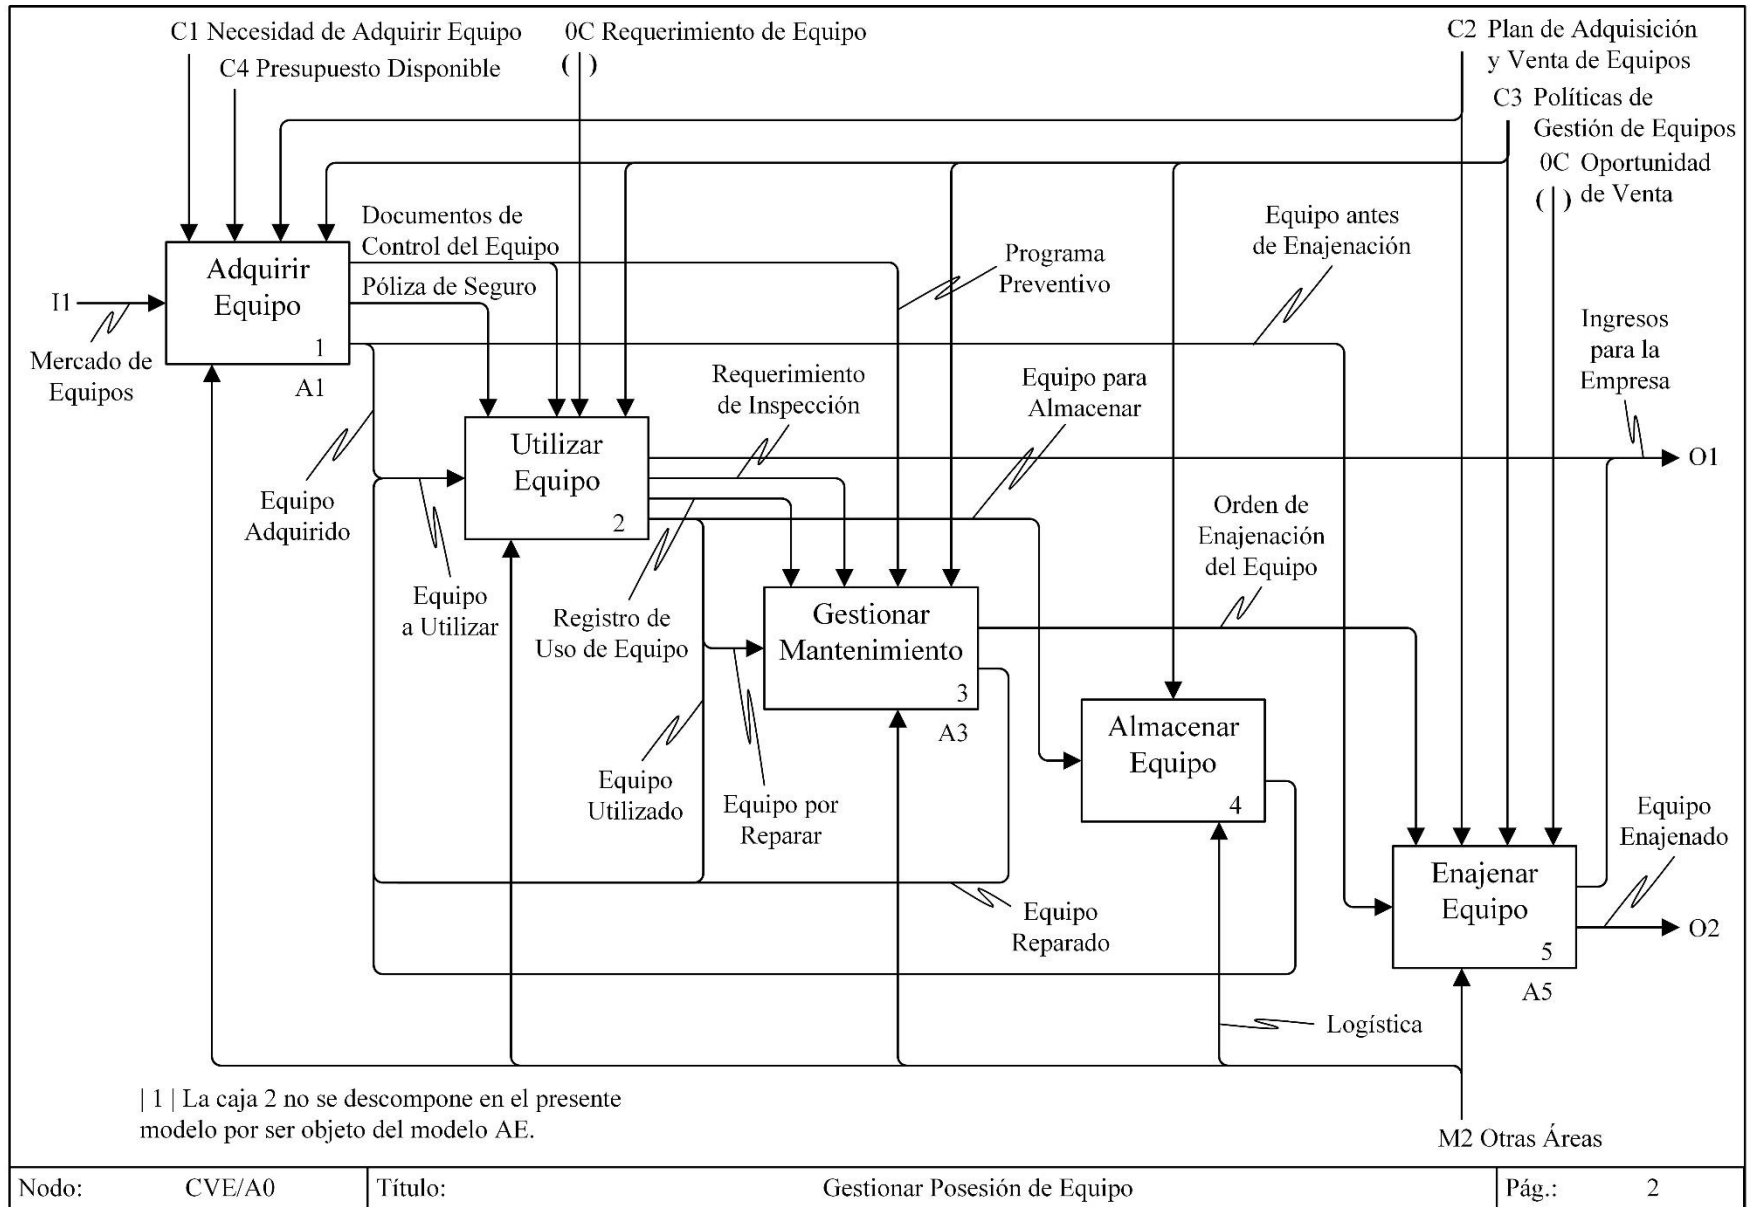 C1 Necesidad de Adquirir Equipo
C4 Presupuesto Disponible
0C Requerimiento de Equipo
( )
C2 Plan de Adquisición
y Venta de Equipos
C3 Políticas de
Gestión de Equipos
0C Oportunidad
( ) de Venta
Documentos de
Control del Equipo
Póliza de Seguro
Adquirir
Equipo
1
A1
I1
Mercado de
Equipos
Programa
Preventivo
Equipo antes
de Enajenación
Ingresos
para la
Empresa
O1
Requerimiento
de Inspección
Equipo para
Almacenar
Utilizar
Equipo
2
Equipo
Adquirido
Equipo
a Utilizar
Registro de
Uso de Equipo
Orden de
Enajenación
del Equipo
Gestionar
Mantenimiento
3
A3
Equipo
Utilizado
Equipo por
Reparar
Almacenar
Equipo
4
Equipo
Enajenado
Enajenar
Equipo
5
A5
O2
Equipo
Reparado
Logística
| 1 | La caja 2 no se descompone en el presente
modelo por ser objeto del modelo AE.
M2 Otras Áreas
Nodo: CVE/A0 Título: Gestionar Posesión de Equipo Pág.: 2